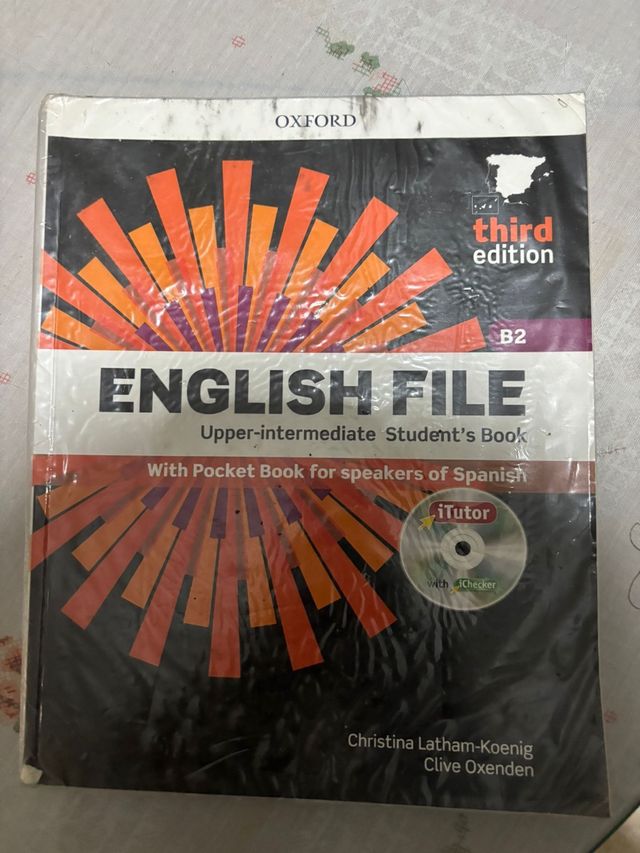 OXFORD
third
edition
B2
ENGLISH FILE
Upper-intermediate Student's Book
With Pocket Book for speakers of Spanish
iTutor
with iChecker
Christina Latham-Koenig
Clive Oxenden